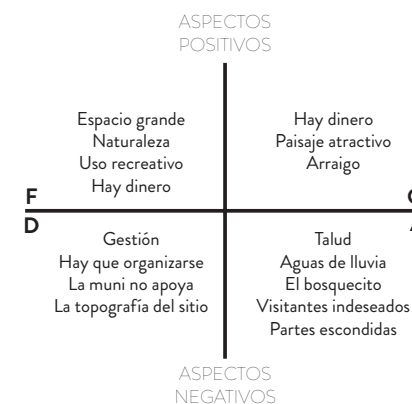 ASPECTOS
POSITIVOS
Espacio grande
Naturaleza
Uso recreativo
Hay dinero
Hay dinero
Paisaje atractivo
Arraigo
F
D
Gestión
Hay que organizarse
La muni no apoya
La topografía del sitio
Talud
Aguas de lluvia
El bosquecito
Visitantes indeseados
Partes escondidas
ASPECTOS
NEGATIVOS